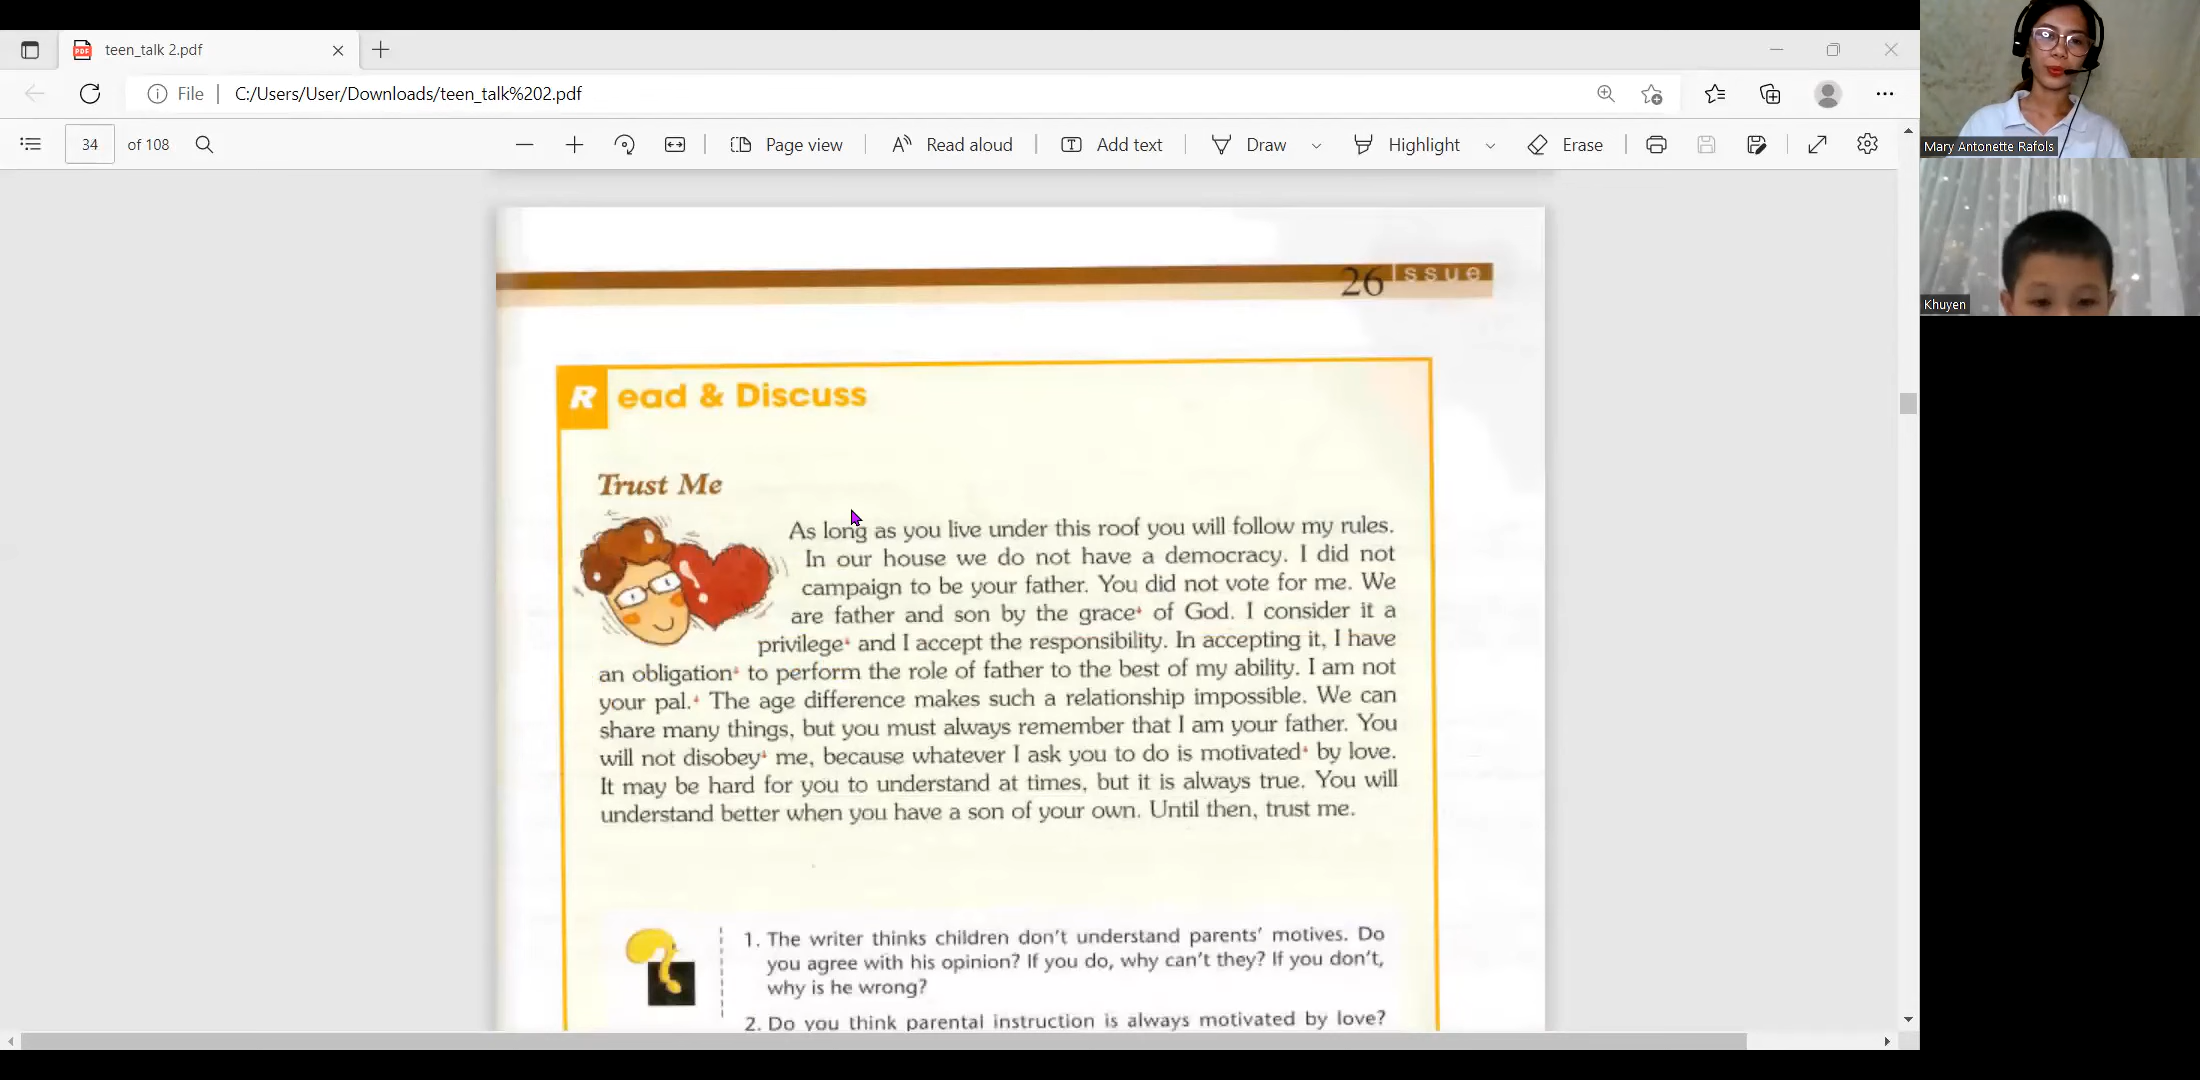 teen_talk 2.pdf
File
C:/Users/User/Downloads/teen_talk%202.pdf
34 of 108
Page view
Read aloud
Add text
Draw
Highlight
Erase
Mary Antonette Rafols
Khuyen
26 Issue
Read & Discuss
Trust Me
As long as you live under this roof you will follow my rules.
In our house we do not have a democracy. I did not
campaign to be your father. You did not vote for me. We
are father and son by the grace of God. I consider it a
privilege and I accept the responsibility. In accepting it, I have
an obligation to perform the role of father to the best of my ability. I am not
your pal. The age difference makes such a relationship impossible. We can
share many things, but you must always remember that I am your father. You
will not disobey me, because whatever I ask you to do is motivated by love.
It may be hard for you to understand at times, but it is always true. You will
understand better when you have a son of your own. Until then, trust me.
1. The writer thinks children don't understand parents' motives. Do
you agree with his opinion? If you do, why can't they? If you don't,
why is he wrong?
2. Do you think parental instruction is always motivated by love?